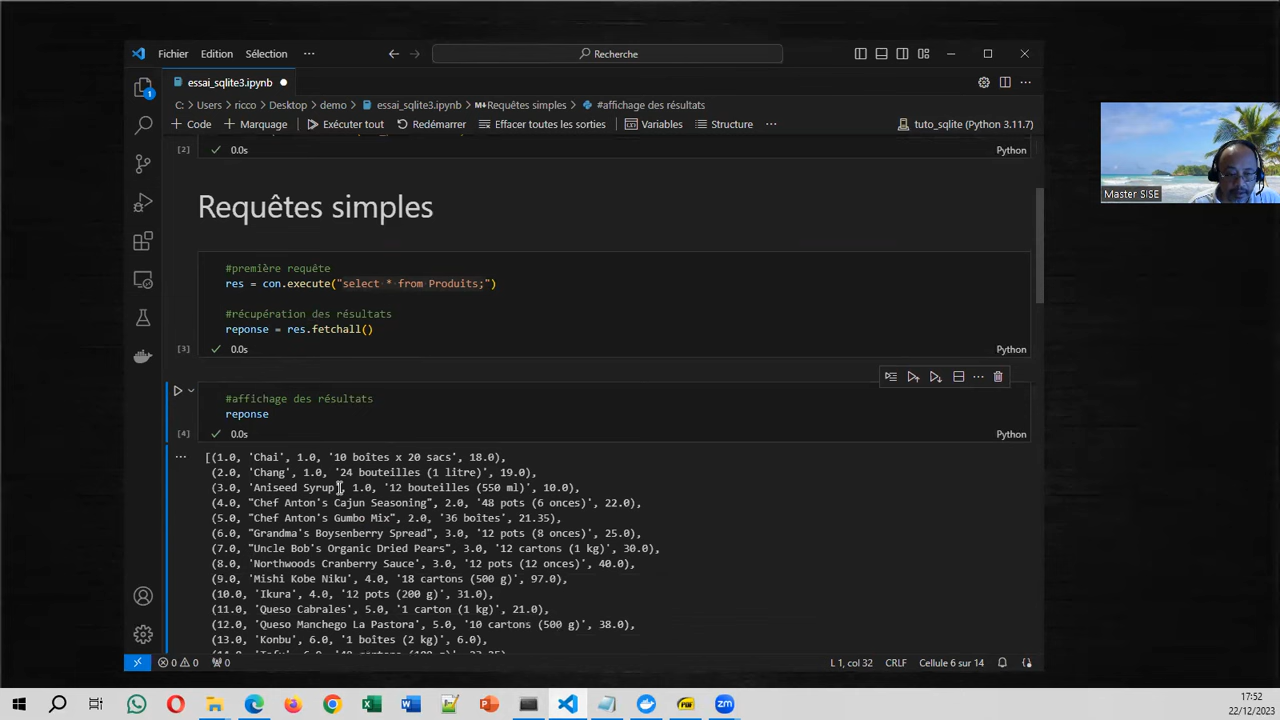 Fichier Edition Sélection ··· Recherche
essai_sqlite3.ipynb
C: > Users > ricco > Desktop > demo > essai_sqlite3.ipynb > M↓Requêtes simples > #affichage des résultats
+ Code + Marquage Exécuter tout Redémarrer Effacer toutes les sorties Variables Structure ··· tuto_sqlite (Python 3.11.7)
[2] 0.0s Python
Requêtes simples
#première requête
res = con.execute("select * from Produits;")
#récupération des résultats
reponse = res.fetchall()
[3] 0.0s Python
#affichage des résultats
reponse
[4] 0.0s Python
[(1.0, 'Chai', 1.0, '10 boîtes x 20 sacs', 18.0),
(2.0, 'Chang', 1.0, '24 bouteilles (1 litre)', 19.0),
(3.0, 'Aniseed Syrup', 1.0, '12 bouteilles (550 ml)', 10.0),
(4.0, "Chef Anton's Cajun Seasoning", 2.0, '48 pots (6 onces)', 22.0),
(5.0, "Chef Anton's Gumbo Mix", 2.0, '36 boîtes', 21.35),
(6.0, "Grandma's Boysenberry Spread", 3.0, '12 pots (8 onces)', 25.0),
(7.0, "Uncle Bob's Organic Dried Pears", 3.0, '12 cartons (1 kg)', 30.0),
(8.0, 'Northwoods Cranberry Sauce', 3.0, '12 pots (12 onces)', 40.0),
(9.0, 'Mishi Kobe Niku', 4.0, '18 cartons (500 g)', 97.0),
(10.0, 'Ikura', 4.0, '12 pots (200 g)', 31.0),
(11.0, 'Queso Cabrales', 5.0, '1 carton (1 kg)', 21.0),
(12.0, 'Queso Manchego La Pastora', 5.0, '10 cartons (500 g)', 38.0),
(13.0, 'Konbu', 6.0, '1 boîtes (2 kg)', 6.0),
Master SISE
1
0 0 0 L 1, col 32 CRLF Cellule 6 sur 14
17:52
22/12/2023